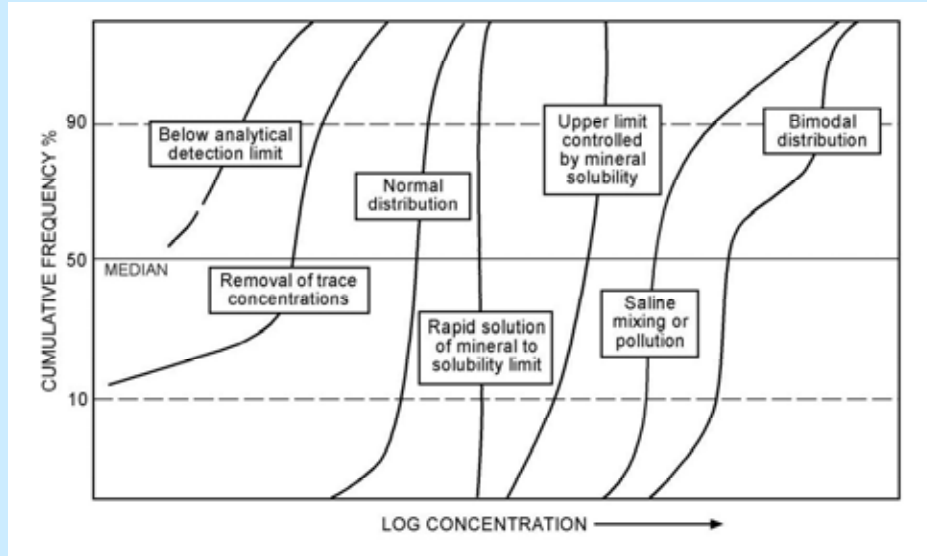 CUMULATIVE FREQUENCY %
90
50
10
MEDIAN
Below analytical
detection limit
Removal of trace
concentrations
Normal
distribution
Rapid solution
of mineral to
solubility limit
Upper limit
controlled
by mineral
solubility
Saline
mixing or
pollution
Bimodal
distribution
LOG CONCENTRATION